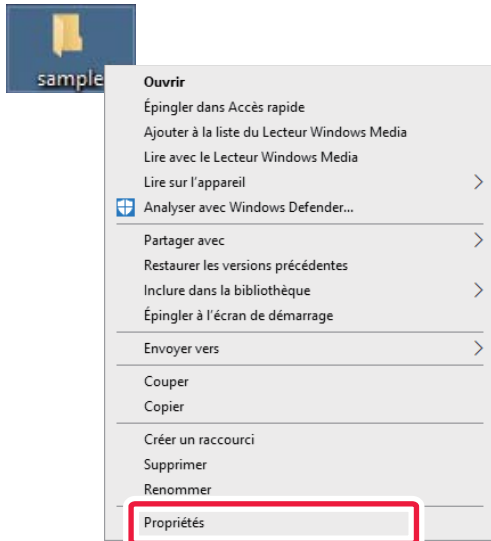 sample
Ouvrir
Épingler dans Accès rapide
Ajouter à la liste du Lecteur Windows Media
Lire avec le Lecteur Windows Media
Lire sur l'appareil
Analyser avec Windows Defender...
Partager avec
Restaurer les versions précédentes
Inclure dans la bibliothèque
Épingler à l'écran de démarrage
Envoyer vers
Couper
Copier
Créer un raccourci
Supprimer
Renommer
Propriétés